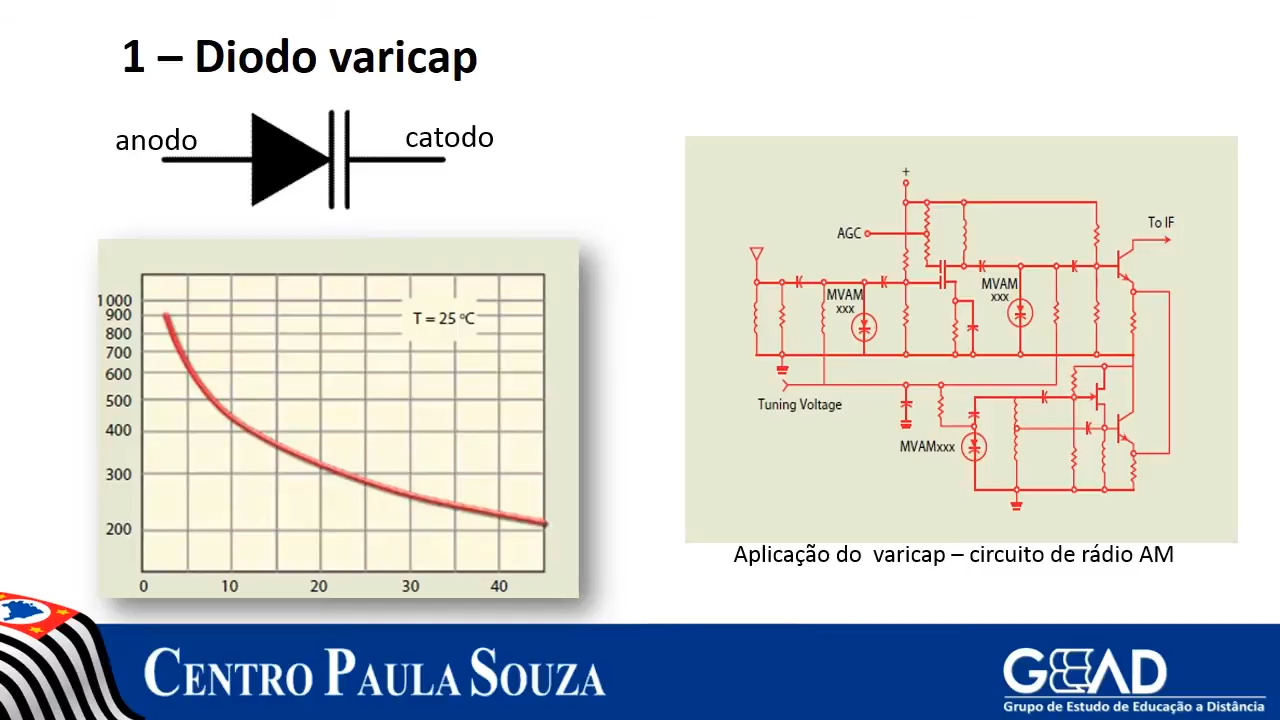 1 – Diodo varicap
anodo
catodo
1000
900
800
700
600
500
400
300
200
T = 25 ºC
0
10
20
30
40
+
AGC
To IF
MVAM
xxx
MVAM
xxx
Tuning Voltage
MVAMxxx
Aplicação do  varicap – circuito de rádio AM
CENTRO PAULA SOUZA
GEEAD
Grupo de Estudo de Educação a Distância